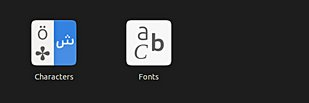 Ö ش
a b
C
Characters Fonts